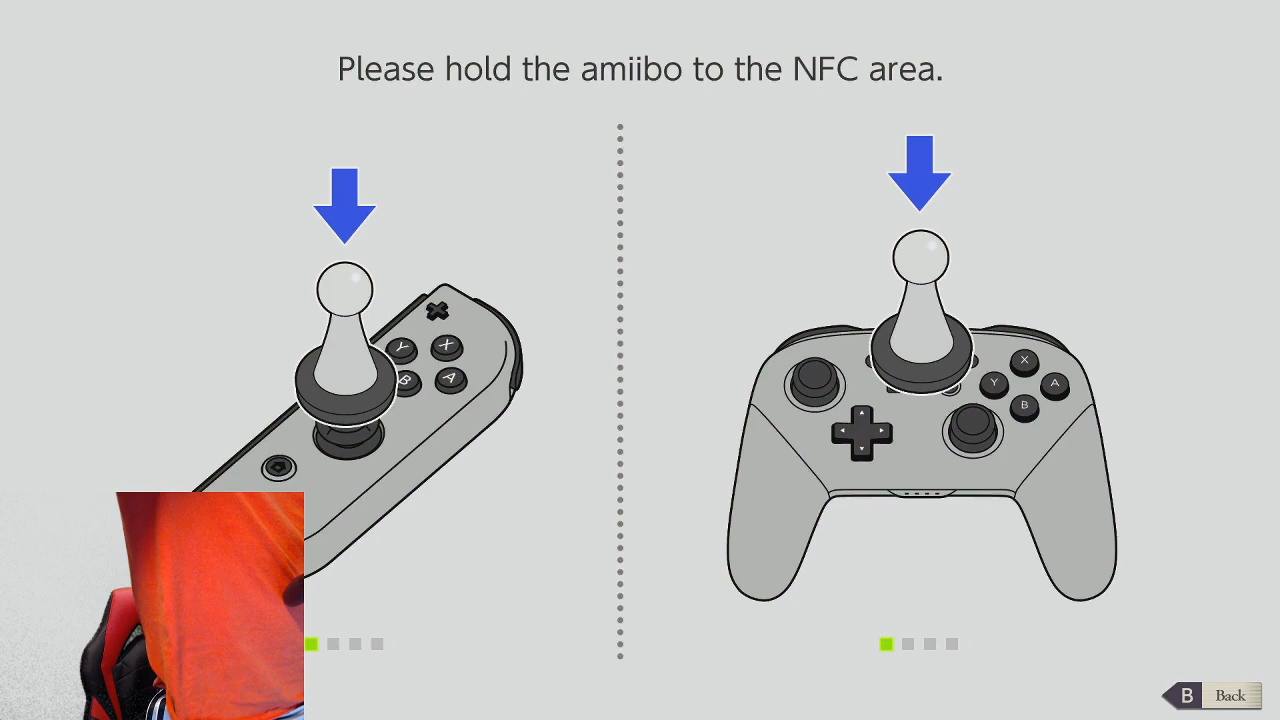 Please hold the amiibo to the NFC area.
Y X
B A
X
Y A
B
B Back